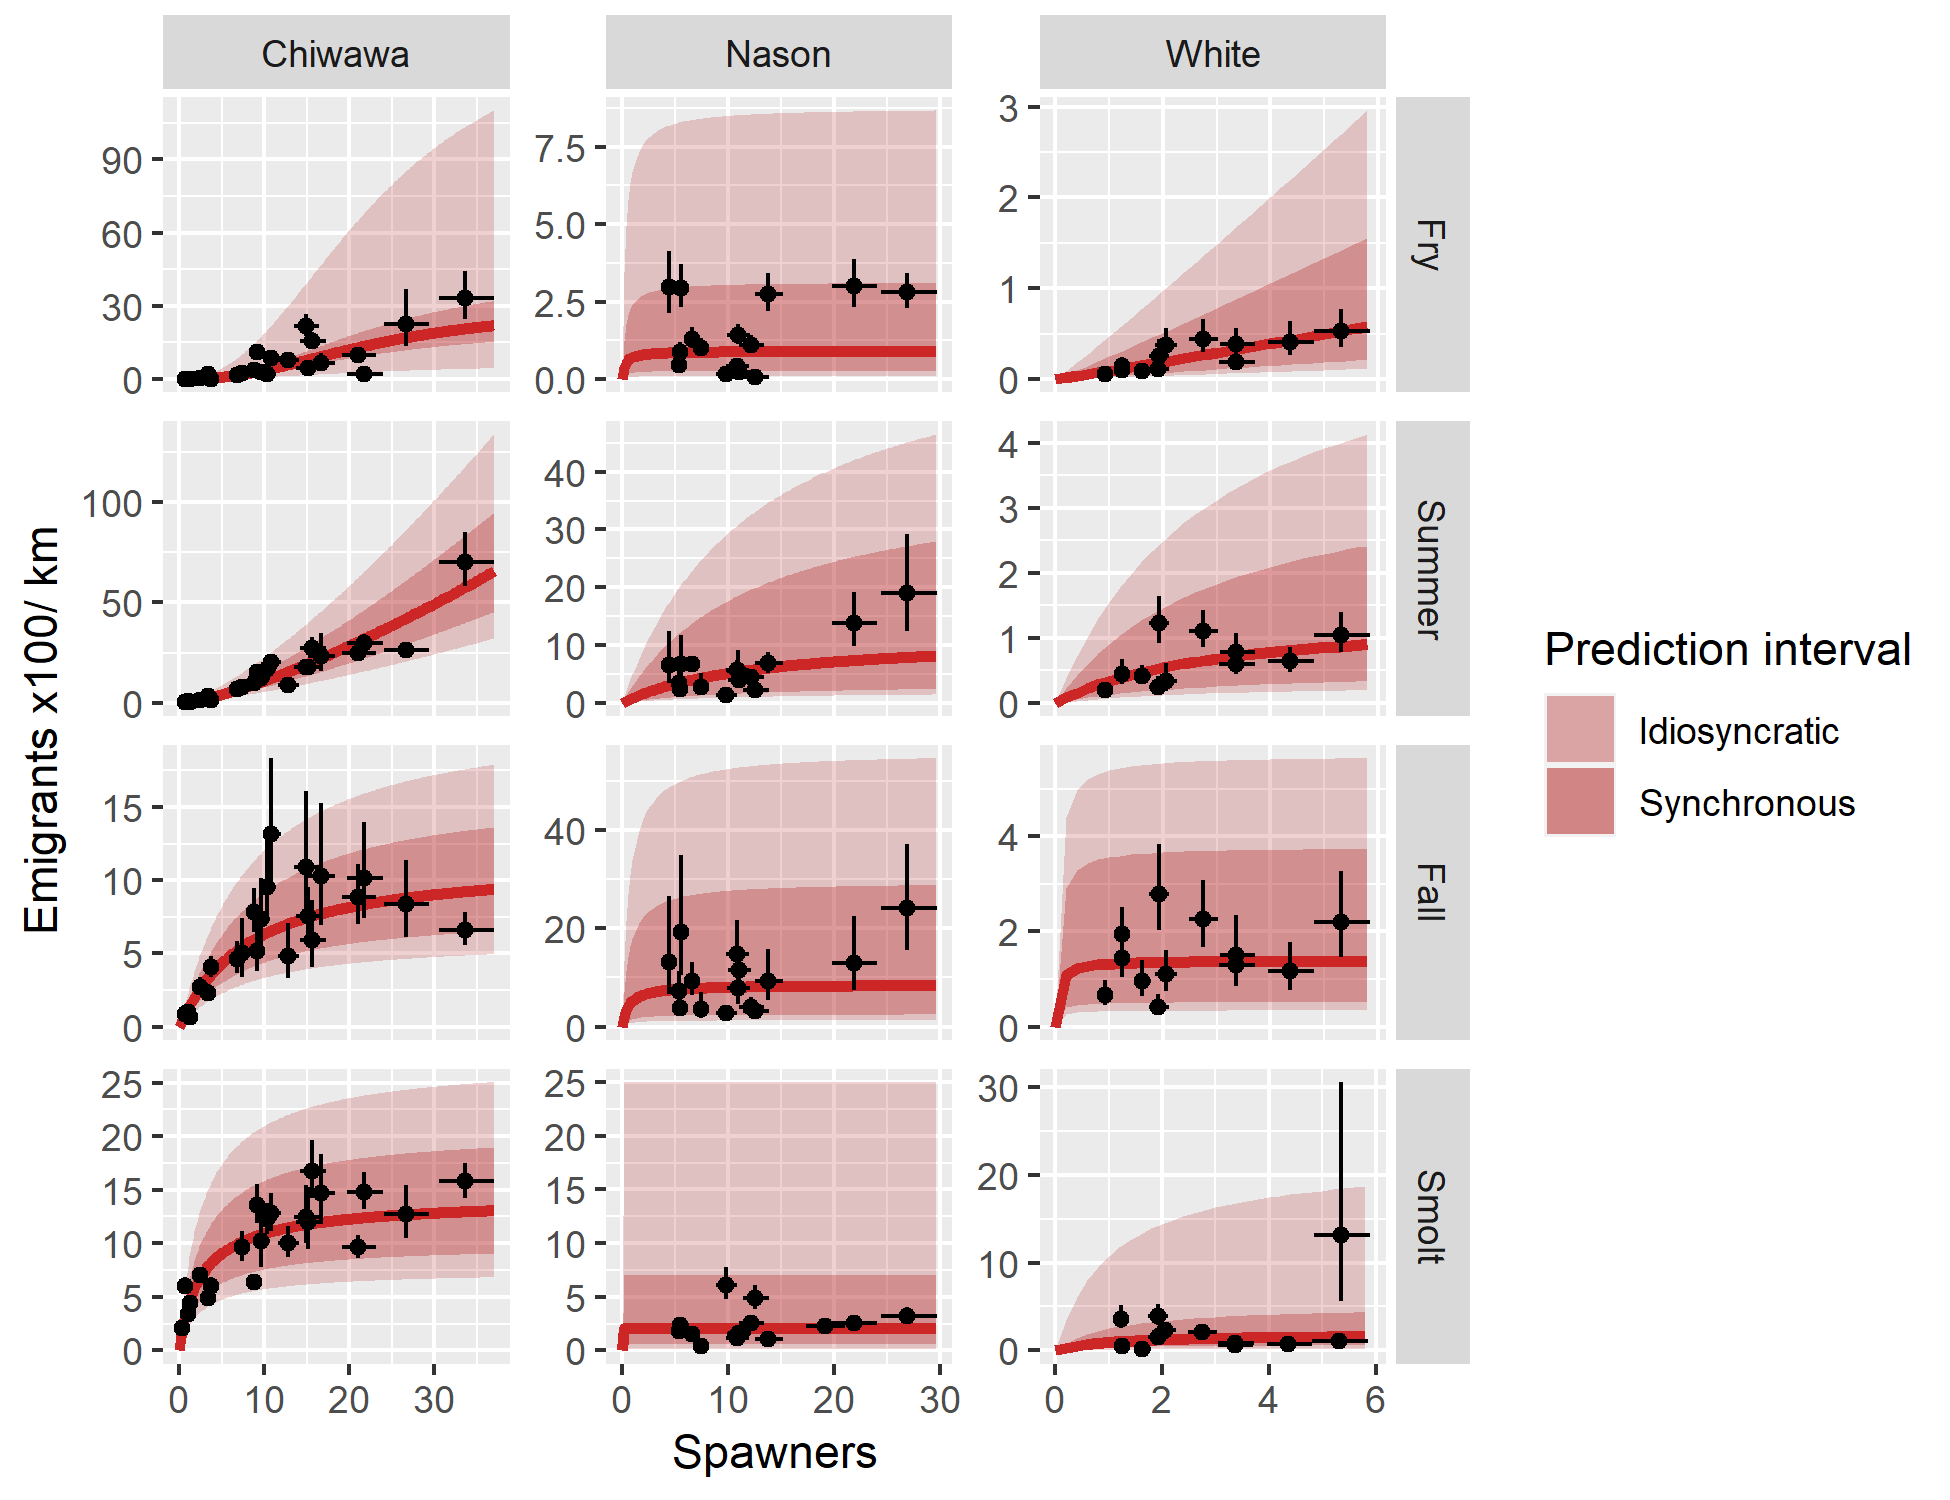 Chiwawa Nason White
90 60 30 0
7.5 5.0 2.5 0.0
3 2 1 0
Fry
100 50 0
40 30 20 10 0
4 3 2 1 0
Summer
15 10 5 0
40 20 0
4 2 0
Fall
25 20 15 10 5 0
25 20 15 10 5 0
30 20 10 0
Smolt
0 10 20 30
0 10 20 30
0 2 4 6
Spawners
Emigrants x100/ km
Prediction interval
Idiosyncratic
Synchronous